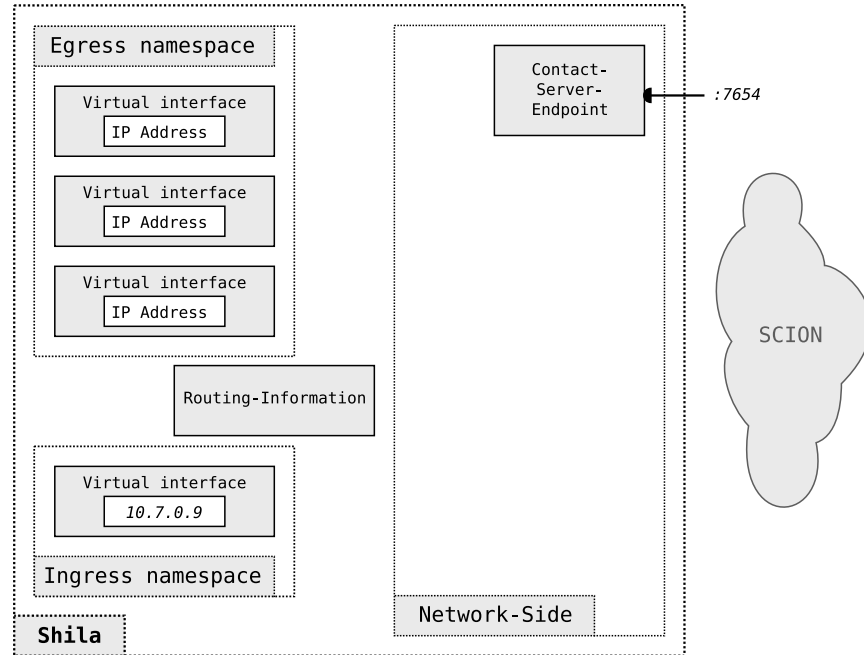 Egress namespace
Virtual interface
IP Address
Virtual interface
IP Address
Virtual interface
IP Address
Routing-Information
Virtual interface
10.7.0.9
Ingress namespace
Shila
Contact-
Server-
Endpoint
:7654
Network-Side
SCION